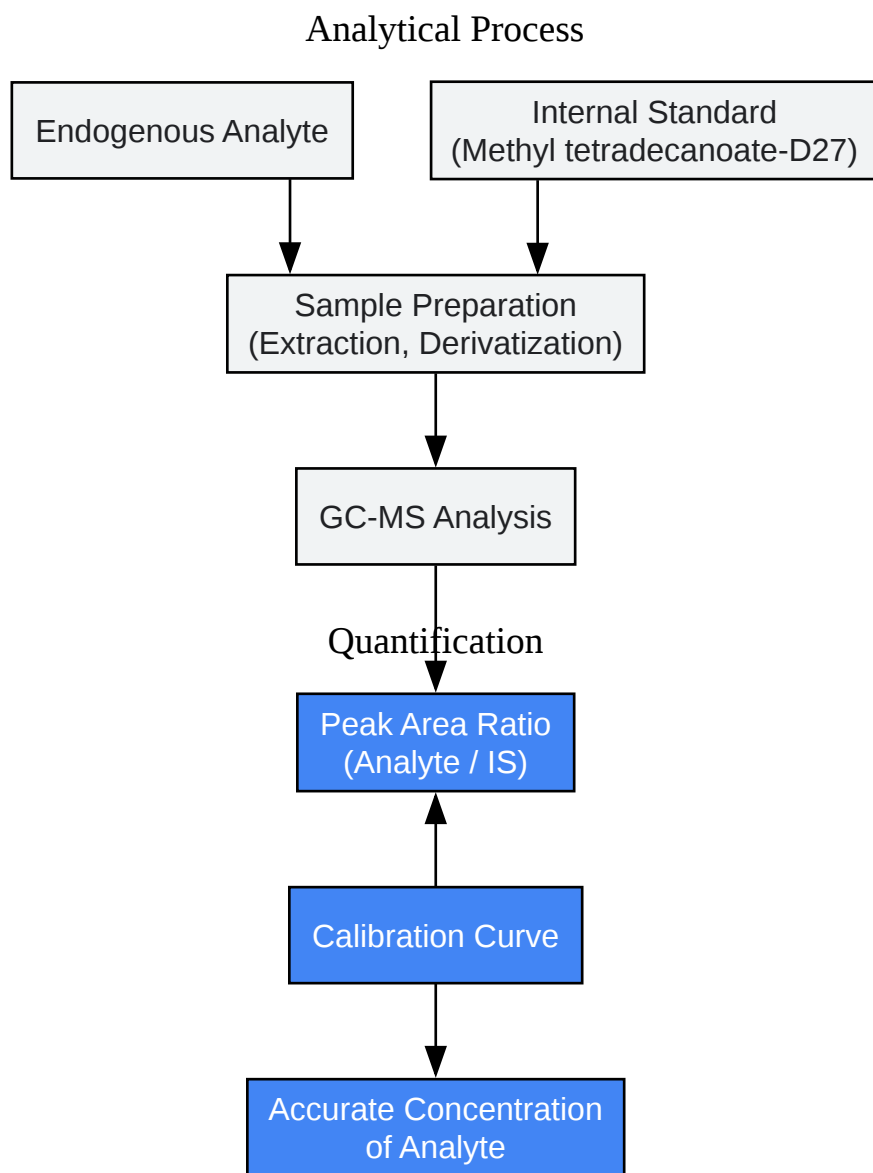 Analytical Process
Endogenous Analyte
Internal Standard
(Methyl tetradecanoate-D27)
Sample Preparation
(Extraction, Derivatization)
GC-MS Analysis
Quantification
Peak Area Ratio
(Analyte / IS)
Calibration Curve
Accurate Concentration
of Analyte